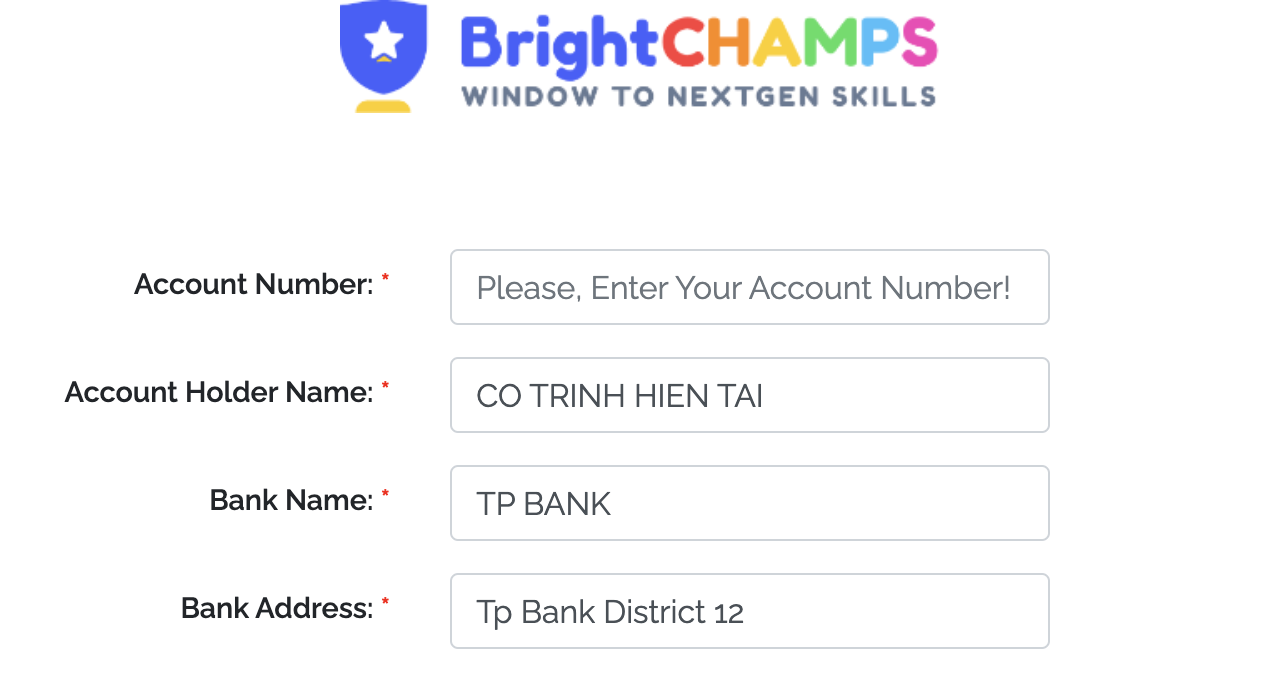 BrightCHAMPS
WINDOW TO NEXTGEN SKILLS
Account Number: *
Please, Enter Your Account Number!
Account Holder Name: *
CO TRINH HIEN TAI
Bank Name: *
TP BANK
Bank Address: *
Tp Bank District 12